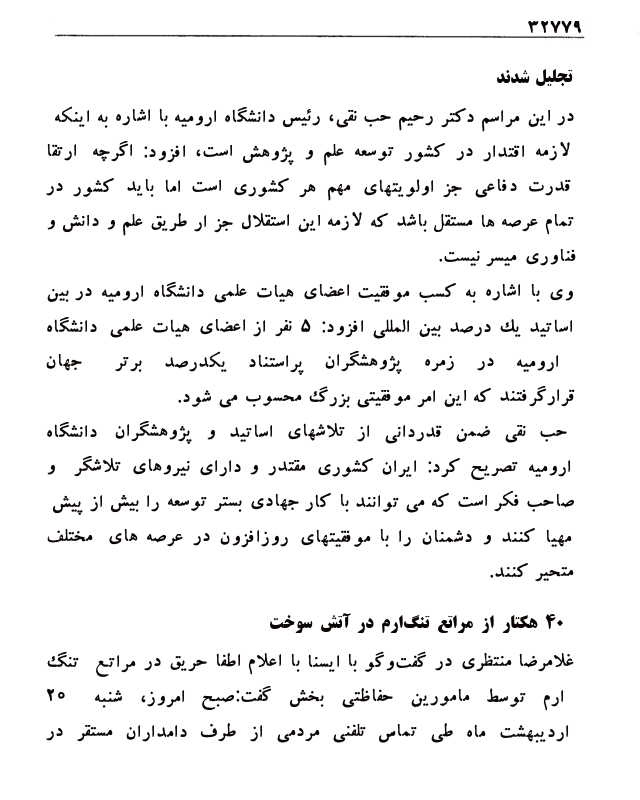 ۳۲۷۷۹
تجلیل شدند
در این مراسم دکتر رحیم حب نقی، رئیس دانشگاه ارومیه با اشاره به اینکه
لازمه اقتدار در کشور توسعه علم و پژوهش است، افزود: اگرچه ارتقا
قدرت دفاعی جز اولویتهای مهم هر کشوری است اما باید کشور در
تمام عرصه ها مستقل باشد که لازمه این استقلال جز ار طریق علم و دانش و
فناوری میسر نیست.
وی با اشاره به کسب موفقیت اعضای هیات علمی دانشگاه ارومیه در بین
اساتید یك درصد بین المللی افزود: ۵ نفر از اعضای هیات علمی دانشگاه
ارومیه در زمره پژوهشگران پراستناد یکدرصد برتر جهان
قرارگرفتند که این امر موفقیتی بزرگ محسوب می شود.
حب نقی ضمن قدردانی از تلاشهای اساتید و پژوهشگران دانشگاه
ارومیه تصریح کرد: ایران کشوری مقتدر و دارای نیروهای تلاشگر و
صاحب فکر است که می توانند با کار جهادی بستر توسعه را بیش از پیش
مهیا کنند و دشمنان را با موفقیتهای روزافزون در عرصه های مختلف
متحیر کنند.
۴۰ هکتار از مراتع تنگ‌ارم در آتش سوخت
غلامرضا منتظری در گفت‌وگو با ایسنا با اعلام اطفا حریق در مراتع تنگ
ارم توسط مامورین حفاظتی بخش گفت:صبح امروز، شنبه ۲۰
اردیبهشت ماه طی تماس تلفنی مردمی از طرف دامداران مستقر در